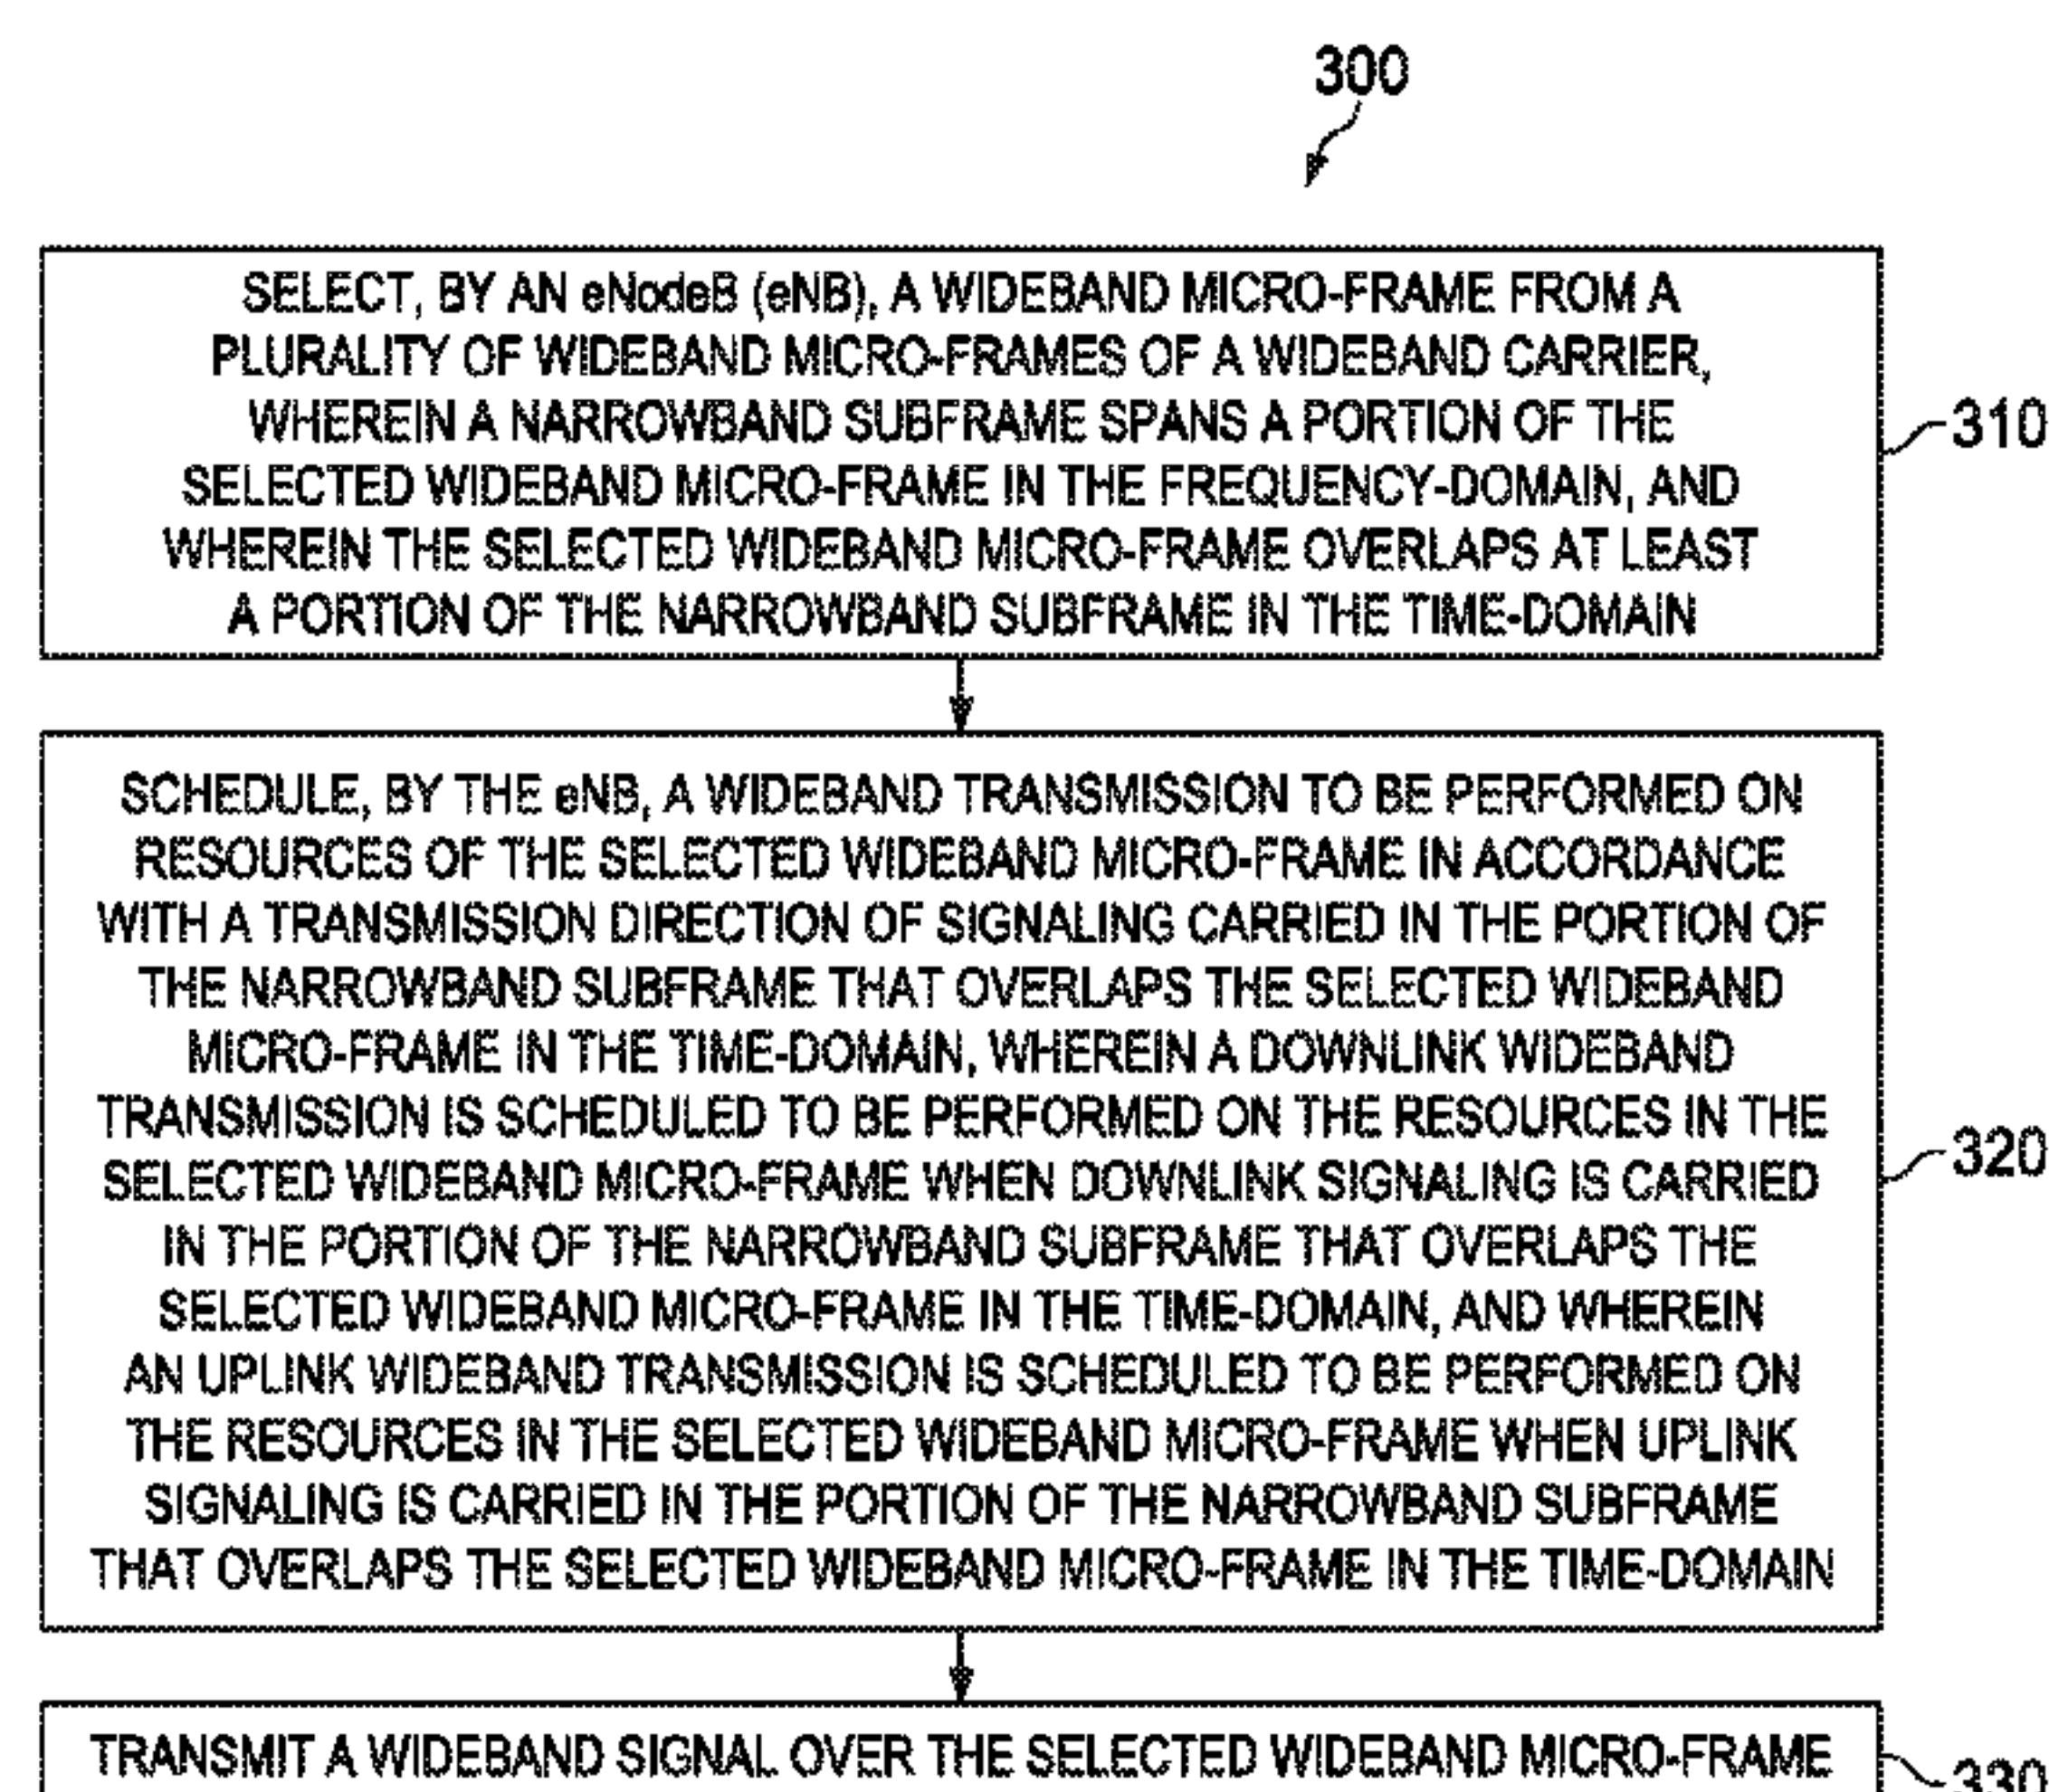 300
SELECT, BY AN eNodeB (eNB), A WIDEBAND MICRO-FRAME FROM A
PLURALITY OF WIDEBAND MICRO-FRAMES OF A WIDEBAND CARRIER,
WHEREIN A NARROWBAND SUBFRAME SPANS A PORTION OF THE
SELECTED WIDEBAND MICRO-FRAME IN THE FREQUENCY-DOMAIN, AND
WHEREIN THE SELECTED WIDEBAND MICRO-FRAME OVERLAPS AT LEAST
A PORTION OF THE NARROWBAND SUBFRAME IN THE TIME-DOMAIN
310
SCHEDULE, BY THE eNB, A WIDEBAND TRANSMISSION TO BE PERFORMED ON
RESOURCES OF THE SELECTED WIDEBAND MICRO-FRAME IN ACCORDANCE
WITH A TRANSMISSION DIRECTION OF SIGNALING CARRIED IN THE PORTION OF
THE NARROWBAND SUBFRAME THAT OVERLAPS THE SELECTED WIDEBAND
MICRO-FRAME IN THE TIME-DOMAIN, WHEREIN A DOWNLINK WIDEBAND
TRANSMISSION IS SCHEDULED TO BE PERFORMED ON THE RESOURCES IN THE
SELECTED WIDEBAND MICRO-FRAME WHEN DOWNLINK SIGNALING IS CARRIED
IN THE PORTION OF THE NARROWBAND SUBFRAME THAT OVERLAPS THE
SELECTED WIDEBAND MICRO-FRAME IN THE TIME-DOMAIN, AND WHEREIN
AN UPLINK WIDEBAND TRANSMISSION IS SCHEDULED TO BE PERFORMED ON
THE RESOURCES IN THE SELECTED WIDEBAND MICRO-FRAME WHEN UPLINK
SIGNALING IS CARRIED IN THE PORTION OF THE NARROWBAND SUBFRAME
THAT OVERLAPS THE SELECTED WIDEBAND MICRO-FRAME IN THE TIME-DOMAIN
320
TRANSMIT A WIDEBAND SIGNAL OVER THE SELECTED WIDEBAND MICRO-FRAME
330